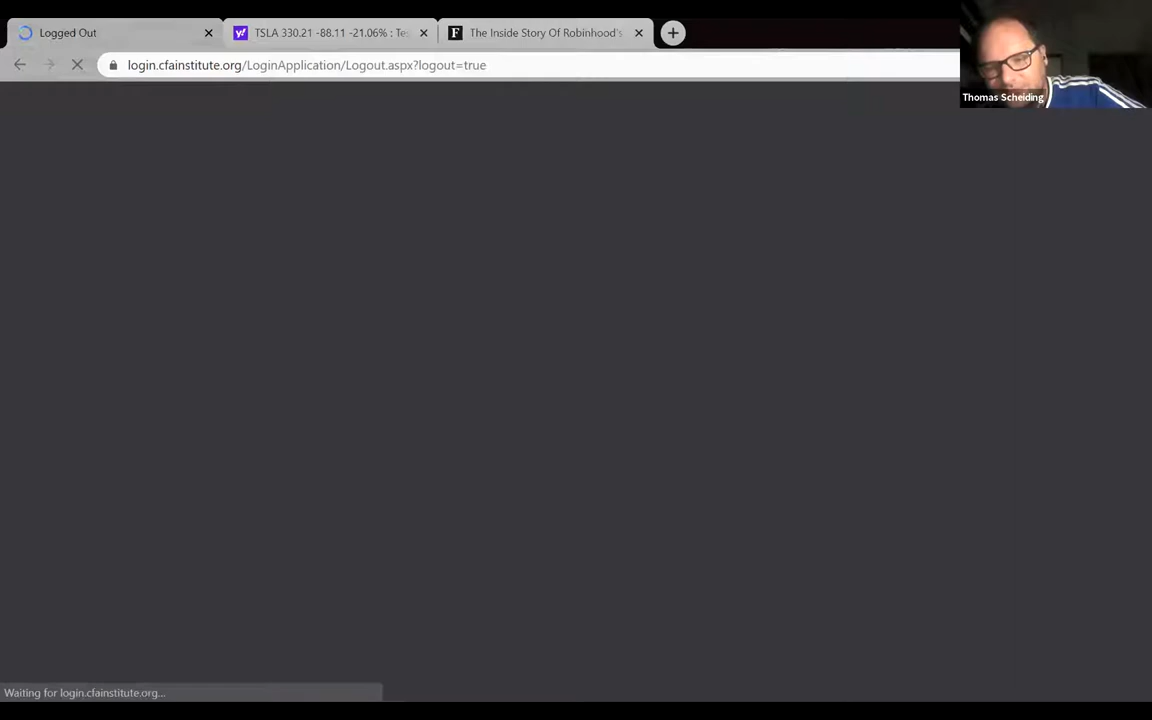 Logged Out
y!
TSLA 330.21 -88.11 -21.06% : Tes
F
The Inside Story Of Robinhood's
login.cfainstitute.org/LoginApplication/Logout.aspx?logout=true
Thomas Scheiding
Waiting for login.cfainstitute.org...